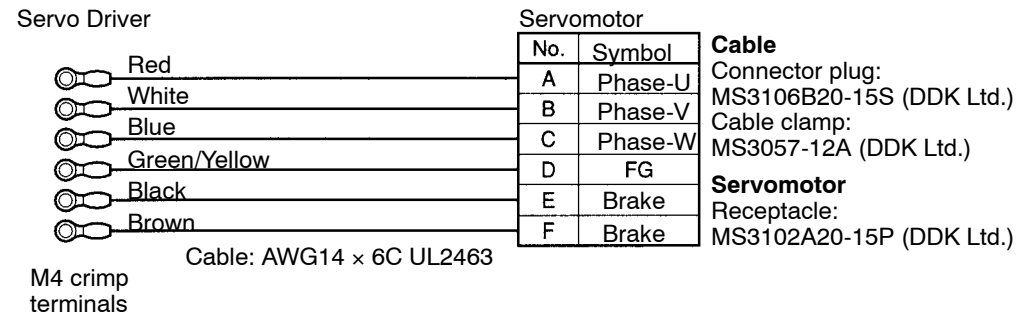 Servo Driver
Servomotor
No. Symbol
Red
A Phase-U
White
B Phase-V
Blue
C Phase-W
Green/Yellow
D FG
Black
E Brake
Brown
F Brake
Cable: AWG14 × 6C UL2463
M4 crimp
terminals
Cable
Connector plug:
MS3106B20-15S (DDK Ltd.)
Cable clamp:
MS3057-12A (DDK Ltd.)
Servomotor
Receptacle:
MS3102A20-15P (DDK Ltd.)